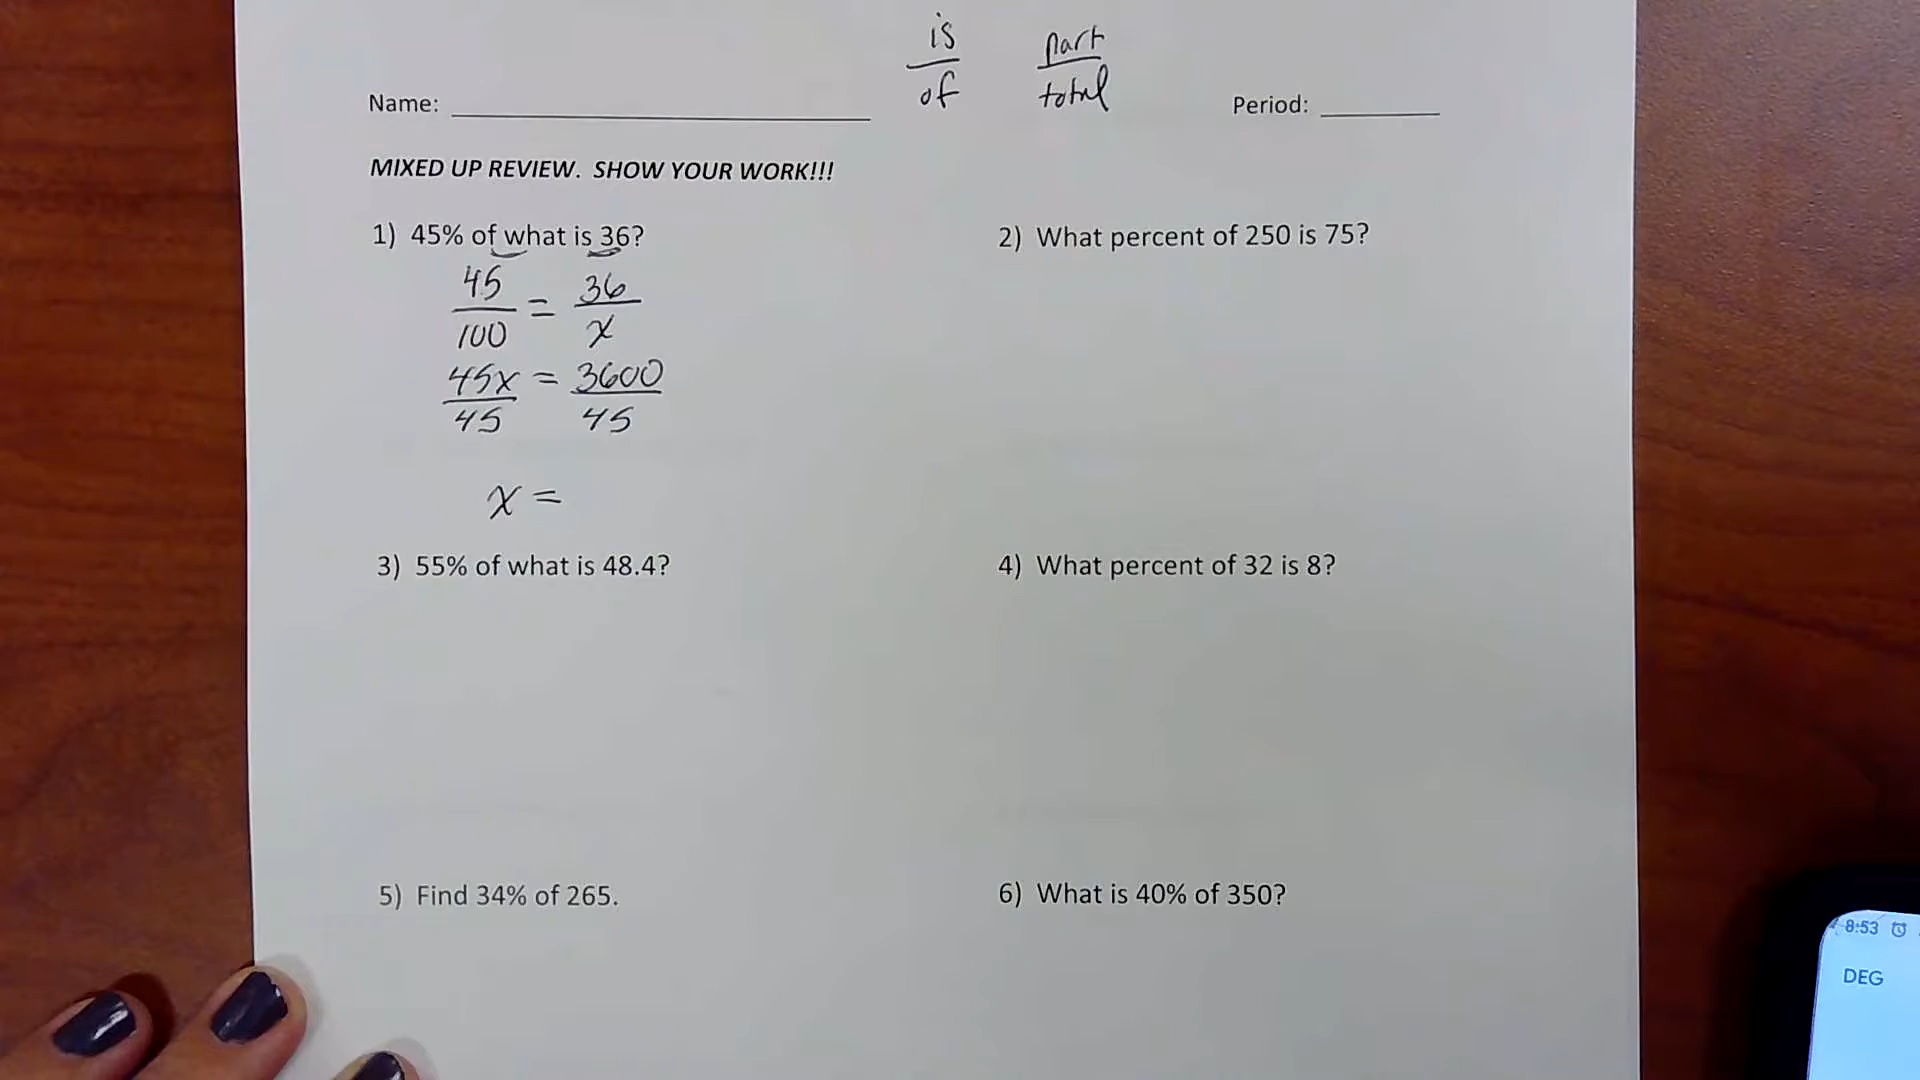 is
of
part
total
Name:
Period:
MIXED UP REVIEW. SHOW YOUR WORK!!!
1) 45% of what is 36?
45/100 = 36/x
45x/45 = 3600/45
x =
2) What percent of 250 is 75?
3) 55% of what is 48.4?
4) What percent of 32 is 8?
5) Find 34% of 265.
6) What is 40% of 350?
8:53
DEG